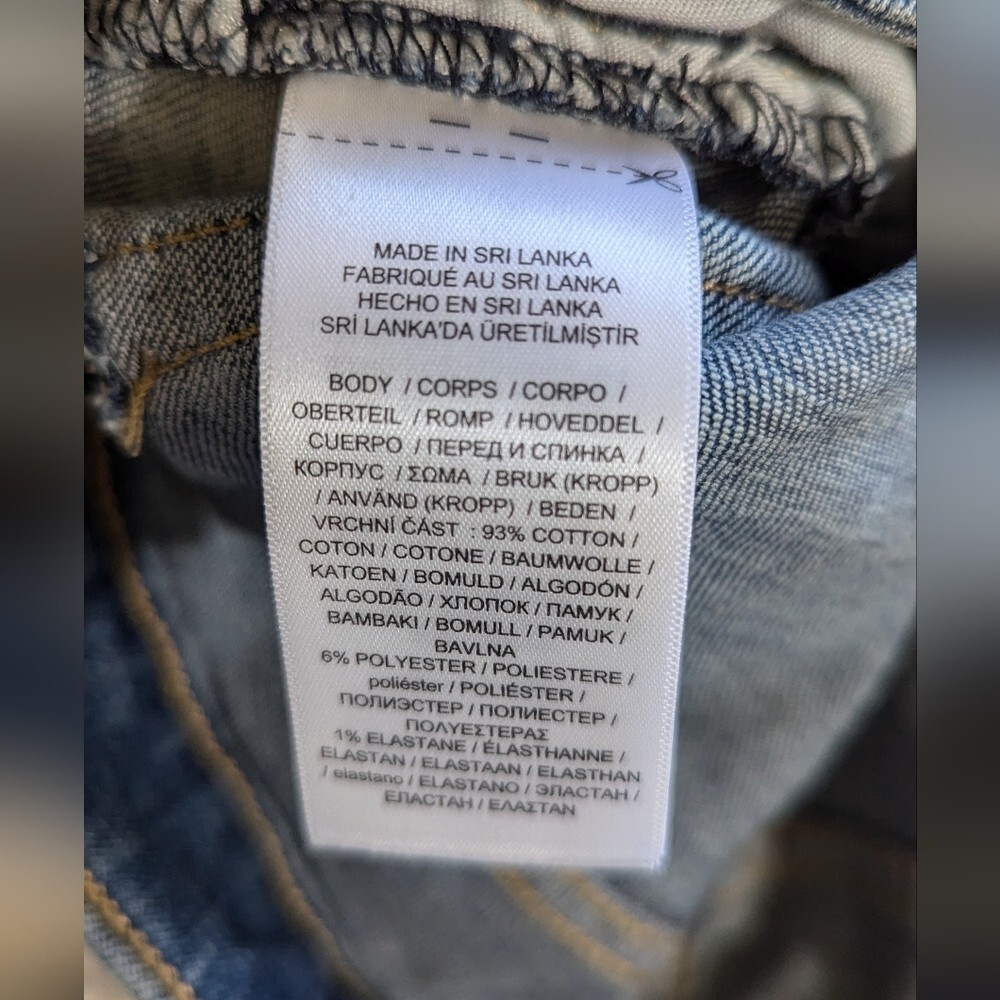 MADE IN SRI LANKA
FABRIQUÉ AU SRI LANKA
HECHO EN SRI LANKA
SRİ LANKA'DA ÜRETİLMİŞTİR
BODY / CORPS / CORPO /
OBERTEIL / ROMP / HOVEDDEL /
CUERPO / ПЕРЕД И СПИНКА /
КОРПУС / ΣΩΜΑ / BRUK (KROPP)
/ ANVÄND (KROPP) / BEDEN /
VRCHNÍ ČÁST : 93% COTTON /
COTON / COTONE / BAUMWOLLE /
KATOEN / BOMULD / ALGODÓN /
ALGODÃO / ХЛОПОК / ПАМУК /
BAMBAKI / BOMULL / PAMUK /
BAVLNA
6% POLYESTER / POLIESTERE /
poliéster / POLIÉSTER /
ПОЛИЭСТЕР / ПОЛИЕСТЕР /
ΠΟΛΥΕΣΤΕΡΑΣ
1% ELASTANE / ÉLASTHANNE /
ELASTAN / ELASTAAN / ELASTHAN
/ elastano / ELASTANO / ЭЛАСТАН /
ЕЛАСТАН / ΕΛΑΣΤΑΝ